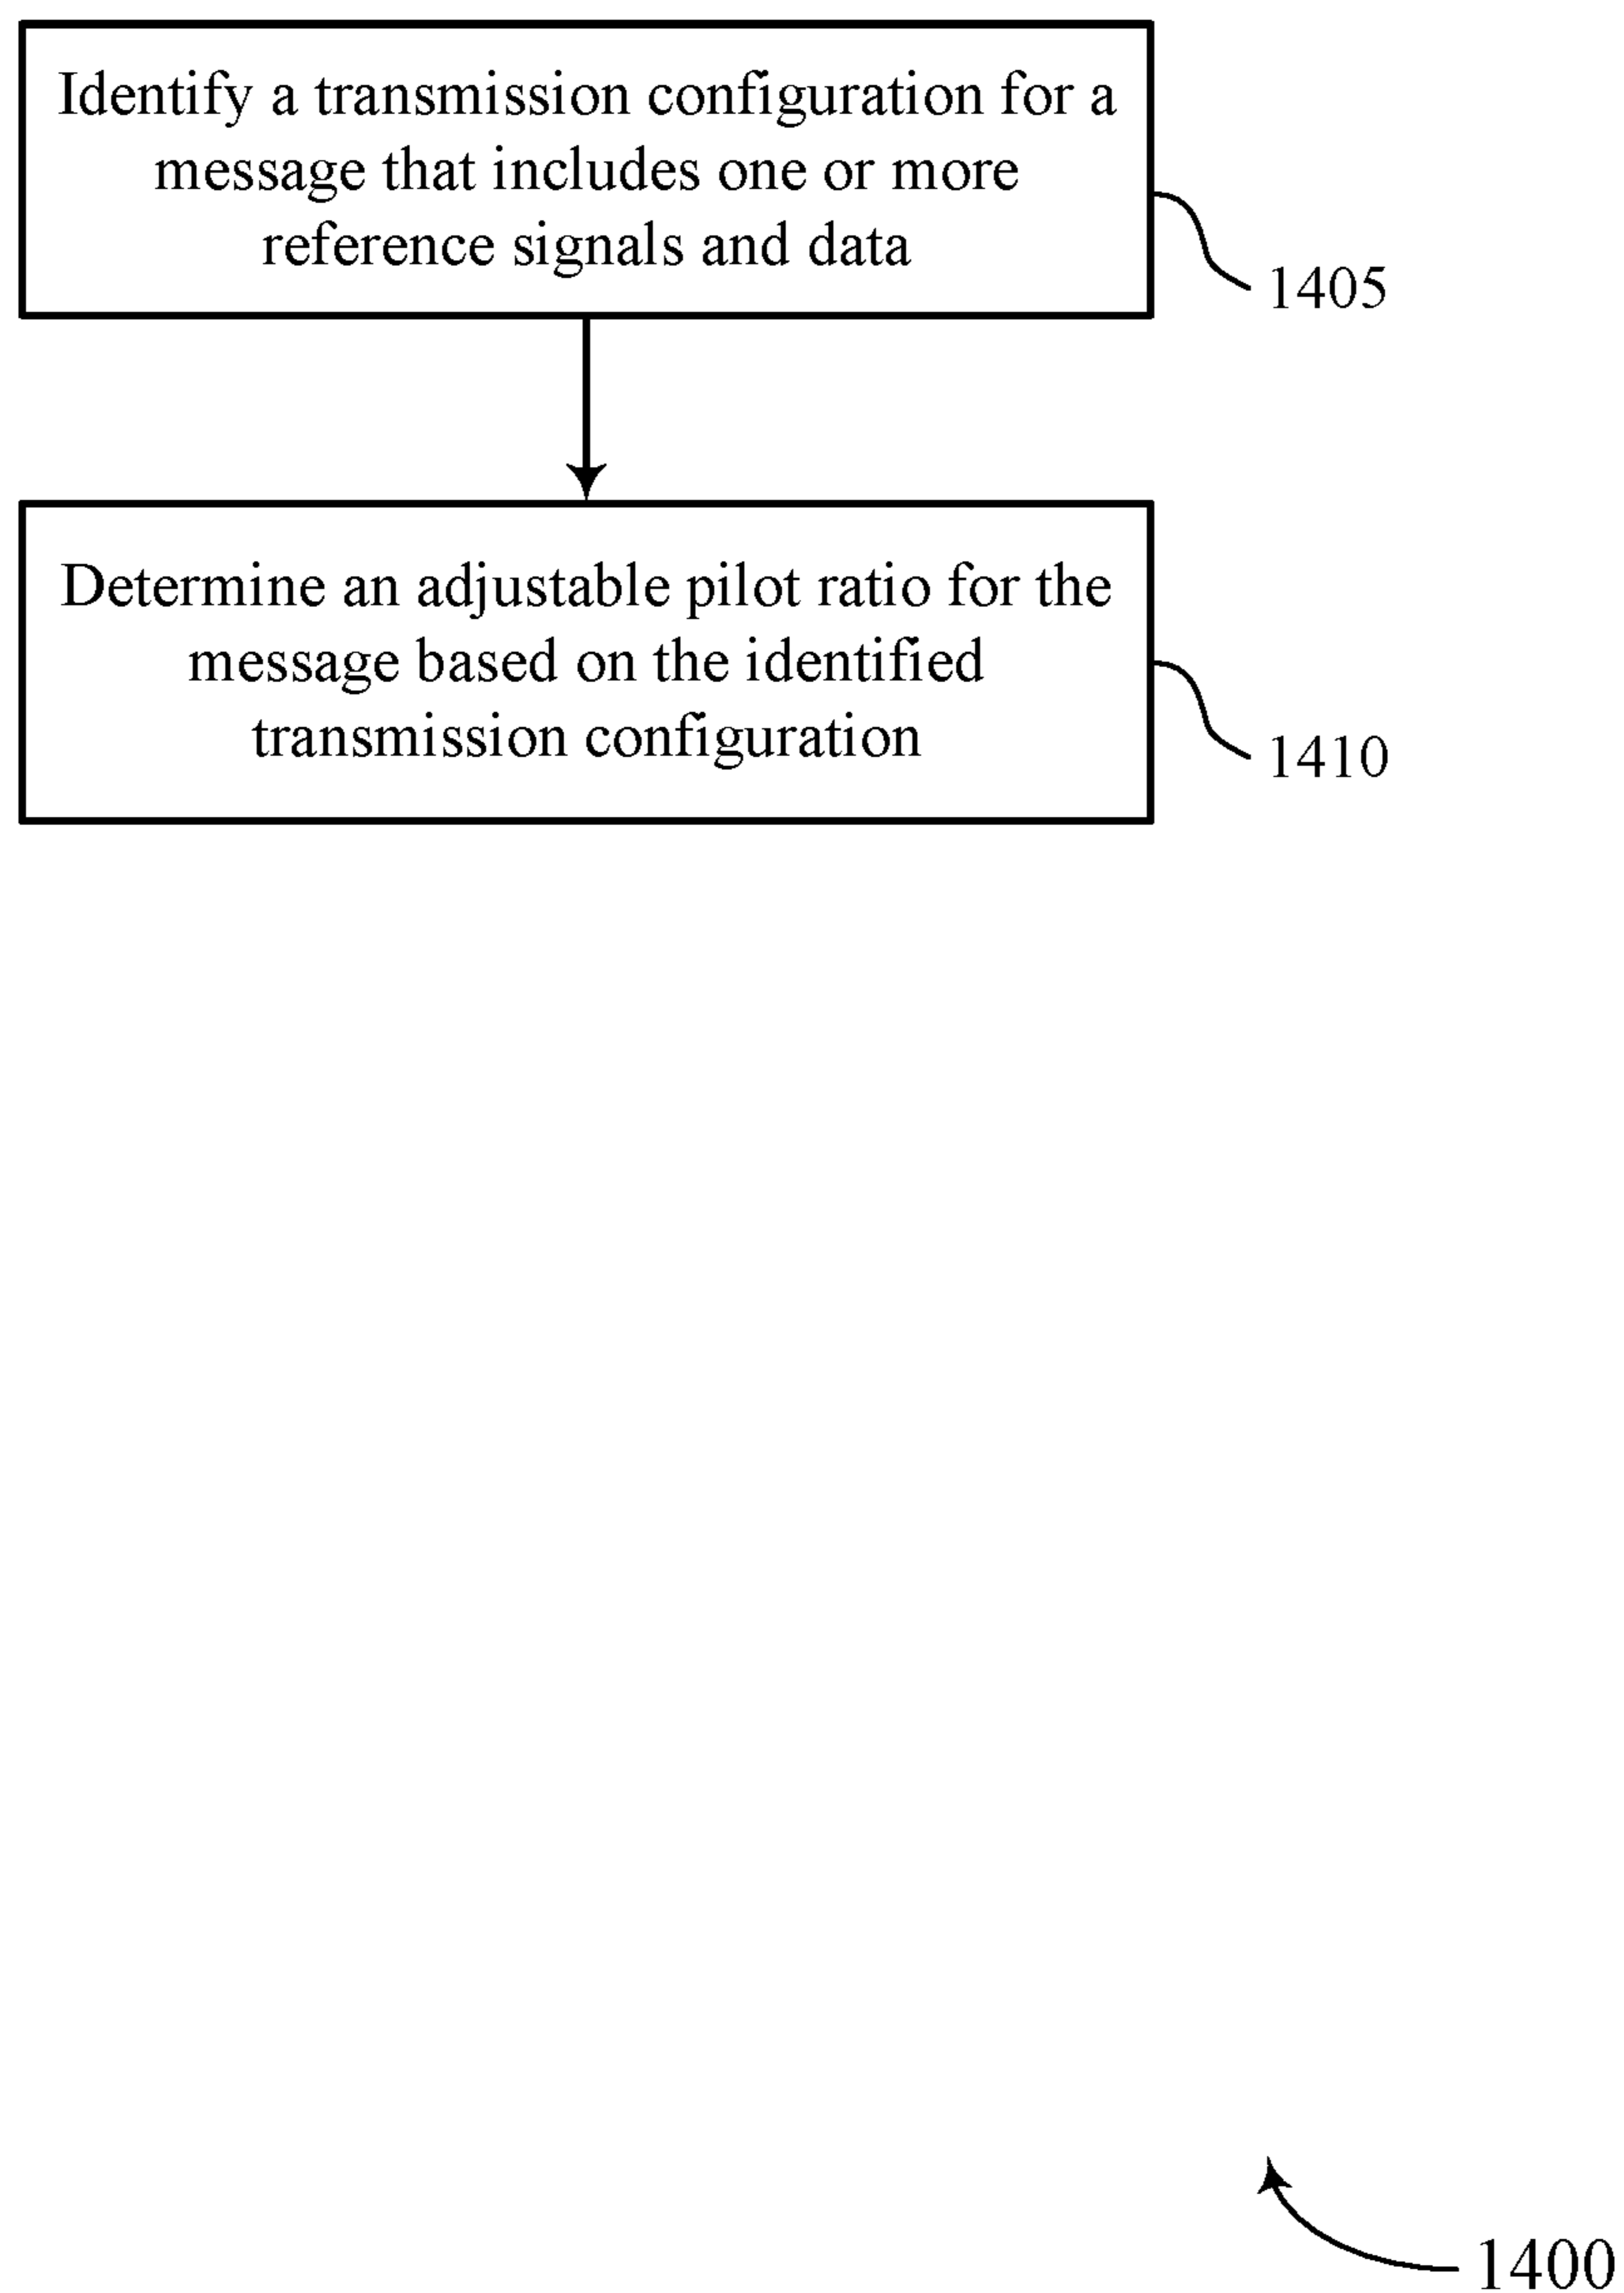 Identify a transmission configuration for a
message that includes one or more
reference signals and data
1405
Determine an adjustable pilot ratio for the
message based on the identified
transmission configuration
1410
1400